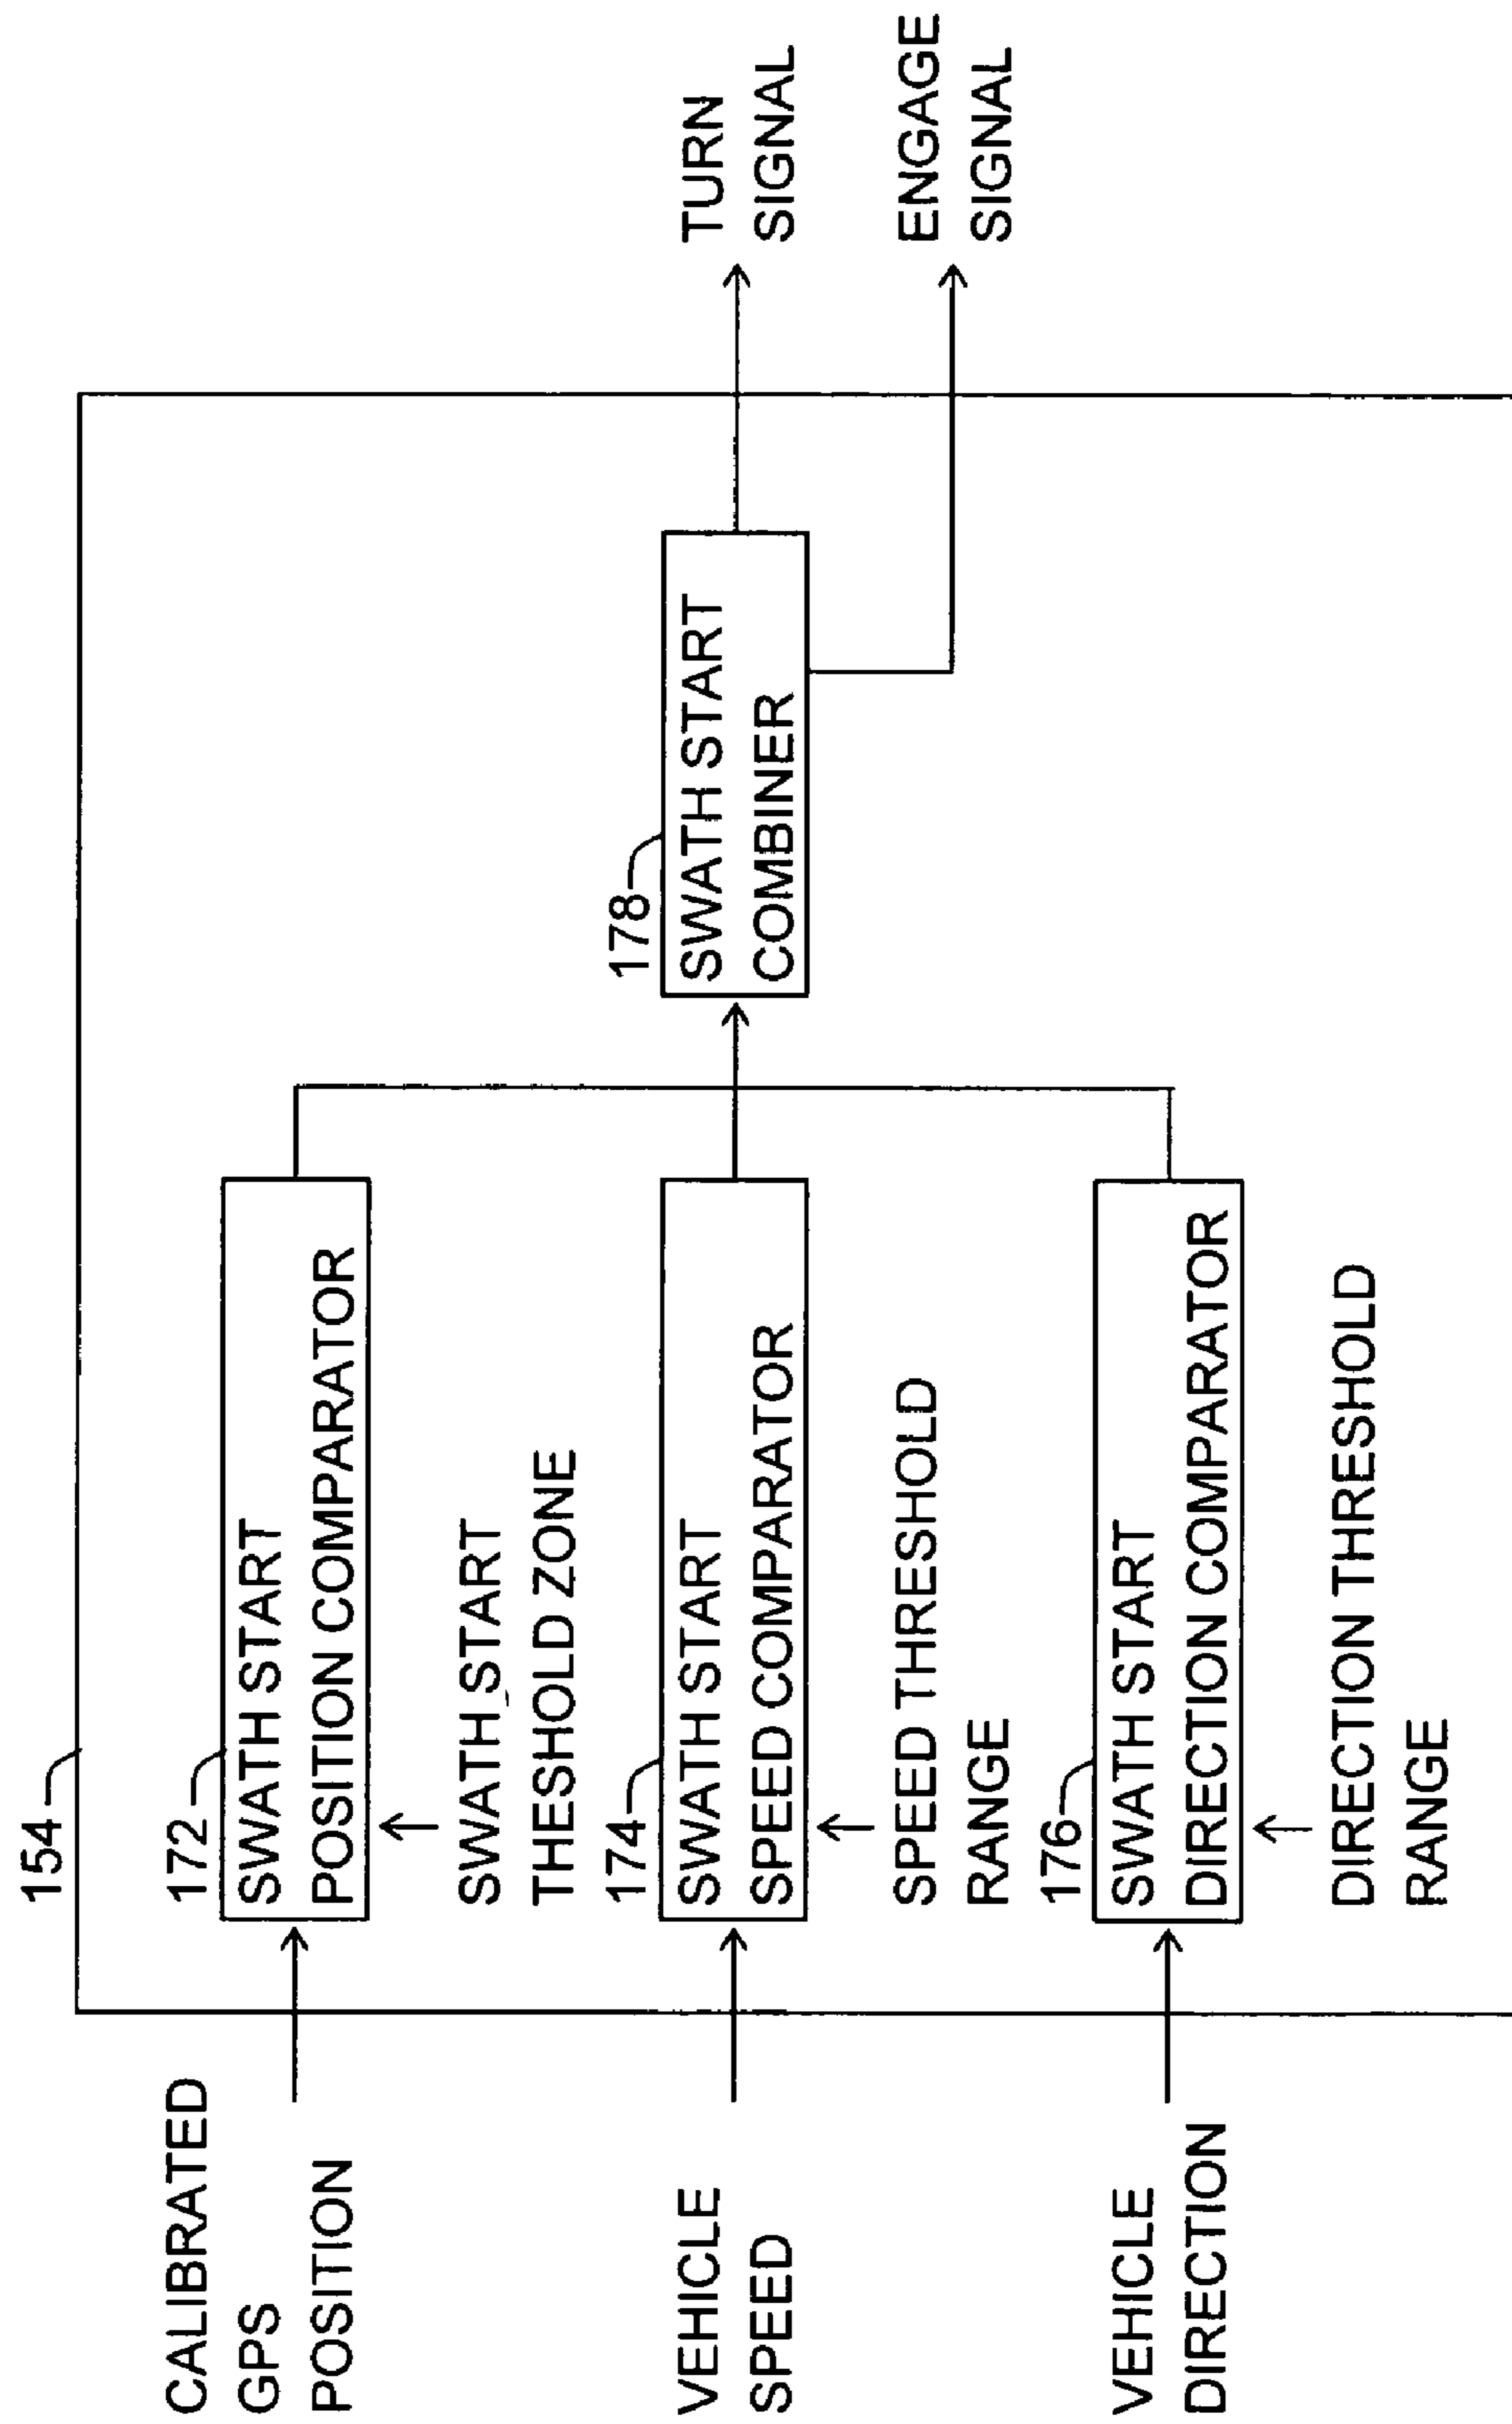 154
CALIBRATED
GPS
POSITION
172
SWATH START
POSITION COMPARATOR
SWATH START
THESHOLD ZONE
VEHICLE
SPEED
174
SWATH START
SPEED COMPARATOR
SPEED THRESHOLD
RANGE
VEHICLE
DIRECTION
176
SWATH START
DIRECTION COMPARATOR
DIRECTION THRESHOLD
RANGE
178
SWATH START
COMBINER
TURN
SIGNAL
ENGAGE
SIGNAL